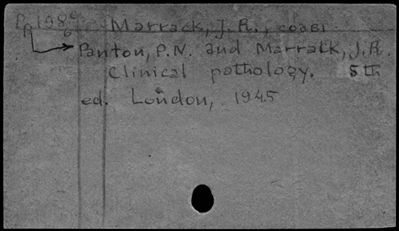 Marrack, J.R., coaut
Panton, P.N. and Marrack, J.R.
Clinical pathology. 5th
ed. London, 1945